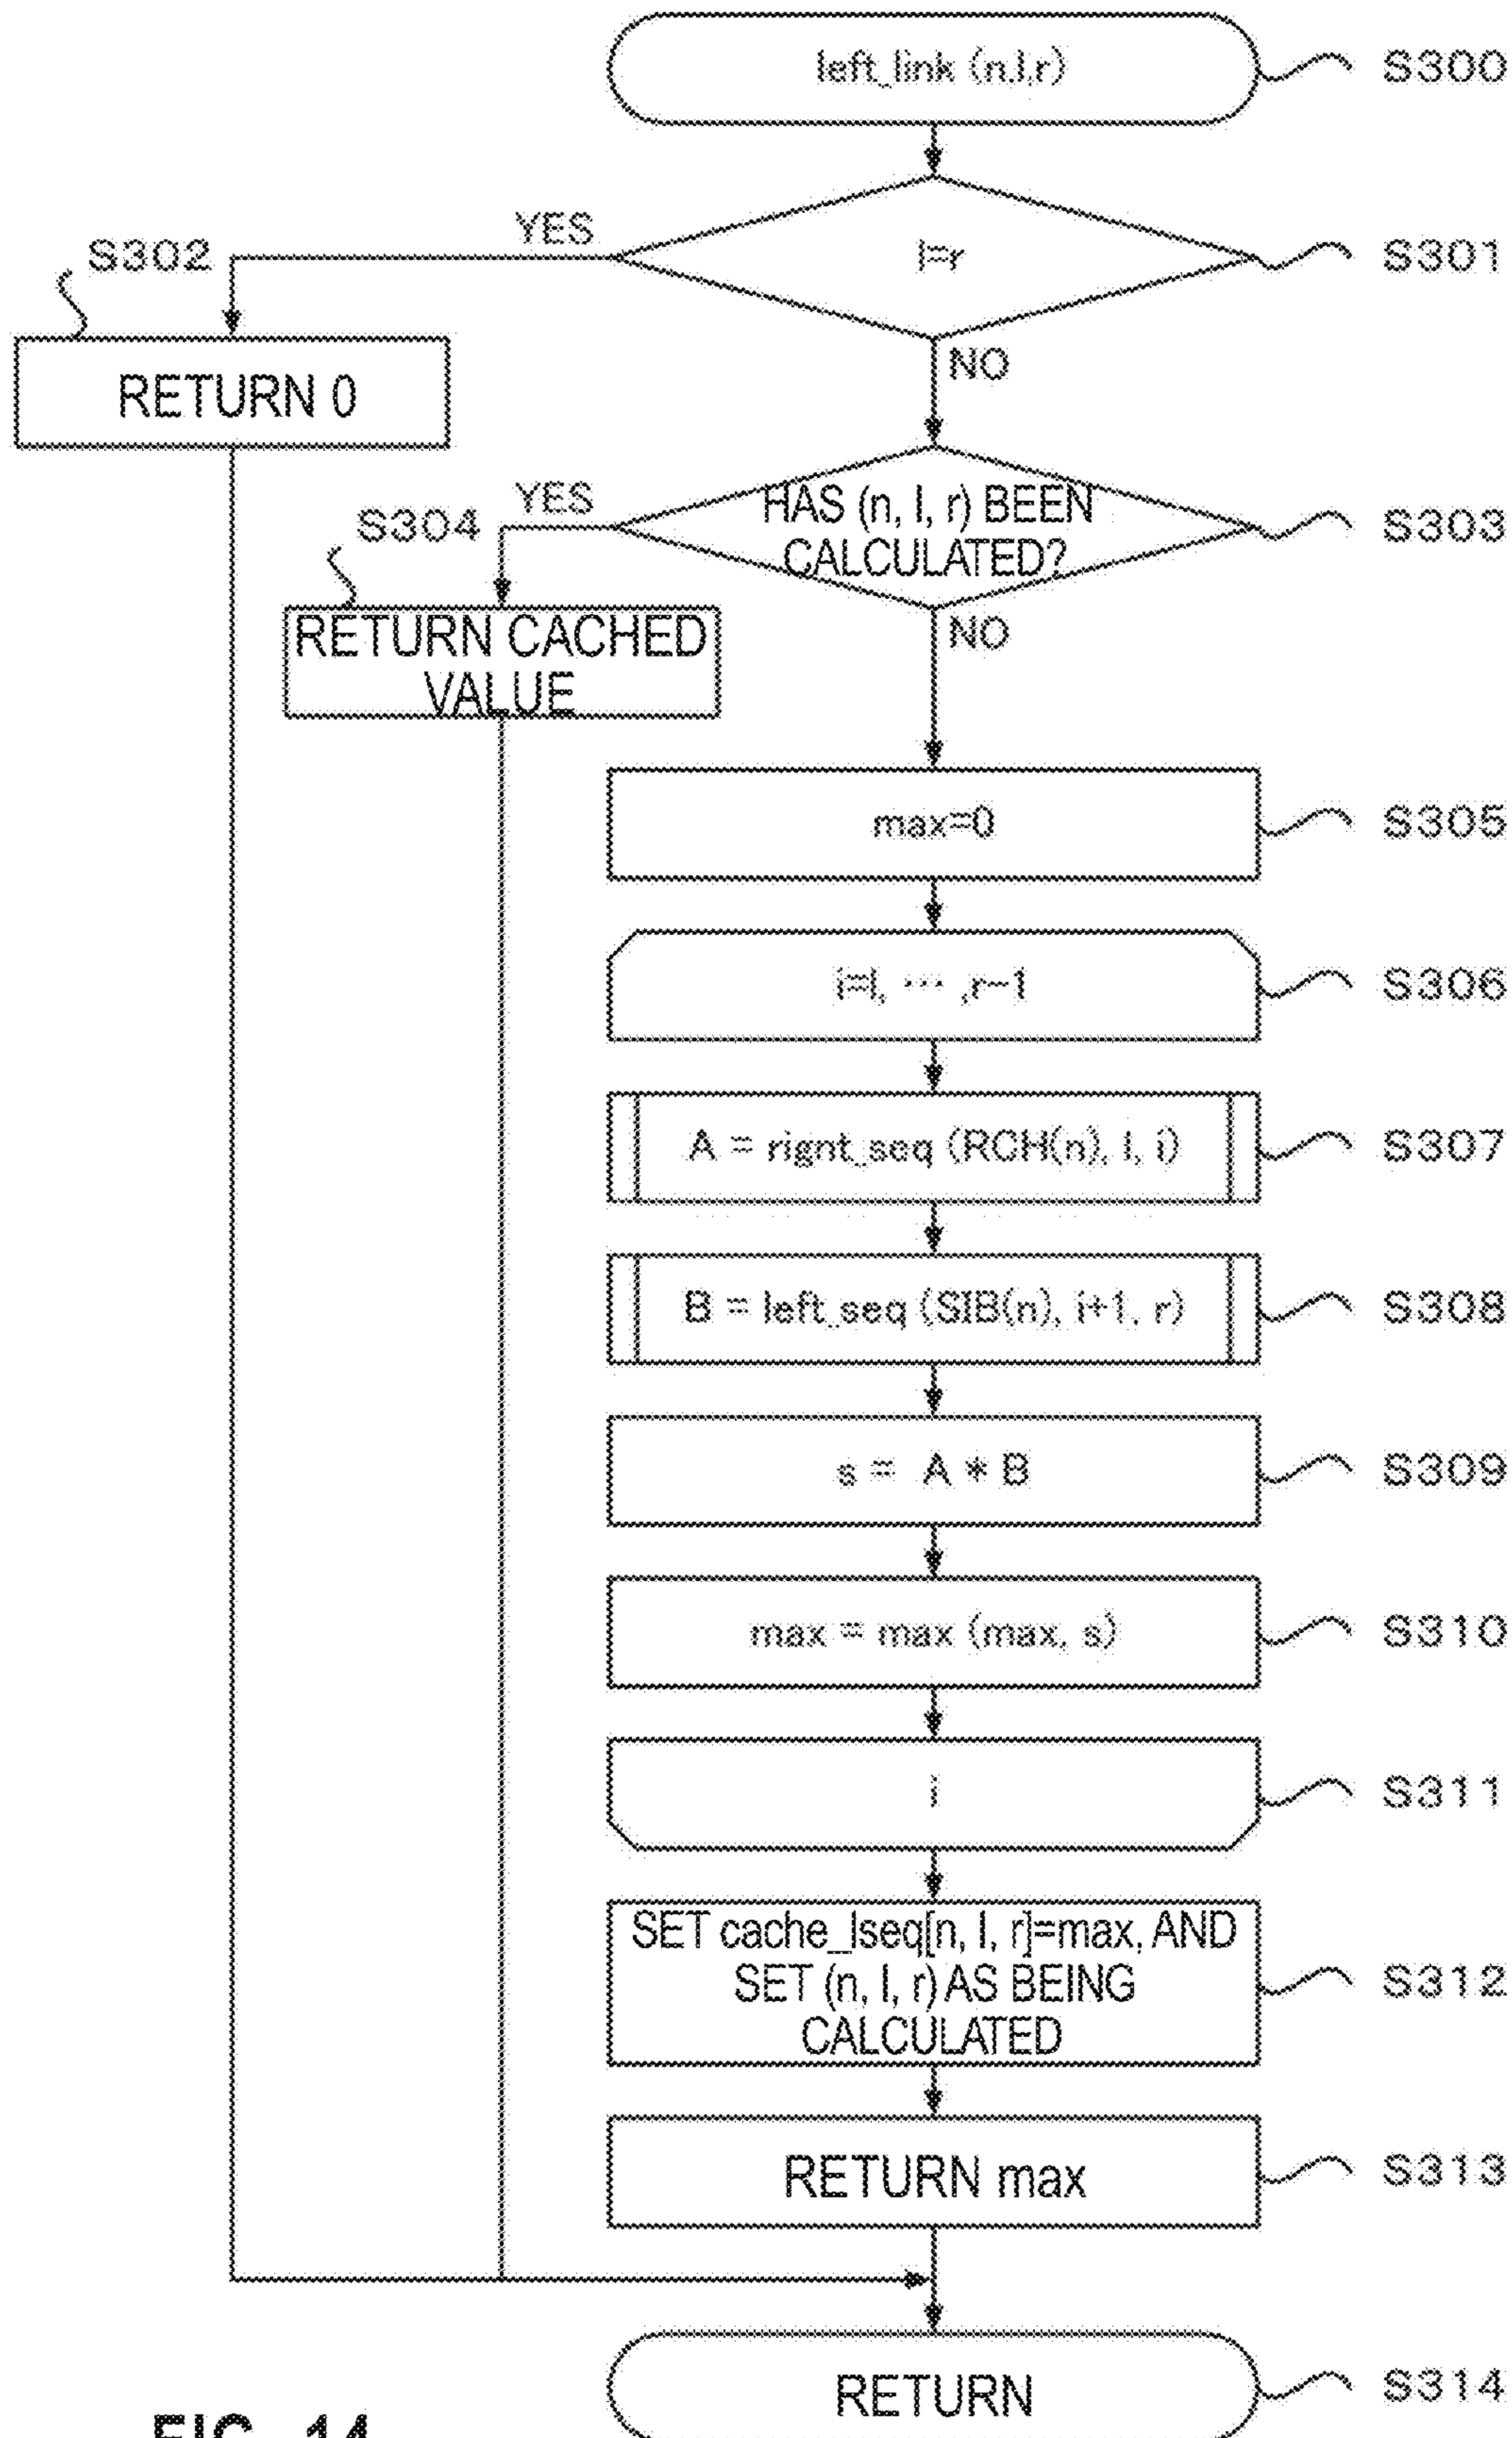 left_link (n,l,r)
S300
YES
l=r
S301
S302
RETURN 0
NO
YES
HAS (n, l, r) BEEN
CALCULATED?
S303
S304
RETURN CACHED
VALUE
NO
max=0
S305
i=l, ··· ,r−1
S306
A = rignt_seq (RCH(n), l, i)
S307
B = left_seq (SIB(n), i+1, r)
S308
s = A * B
S309
max = max (max, s)
S310
i
S311
SET cache_lseq[n, l, r]=max, AND
SET (n, l, r) AS BEING
CALCULATED
S312
RETURN max
S313
RETURN
S314
FIG. 14